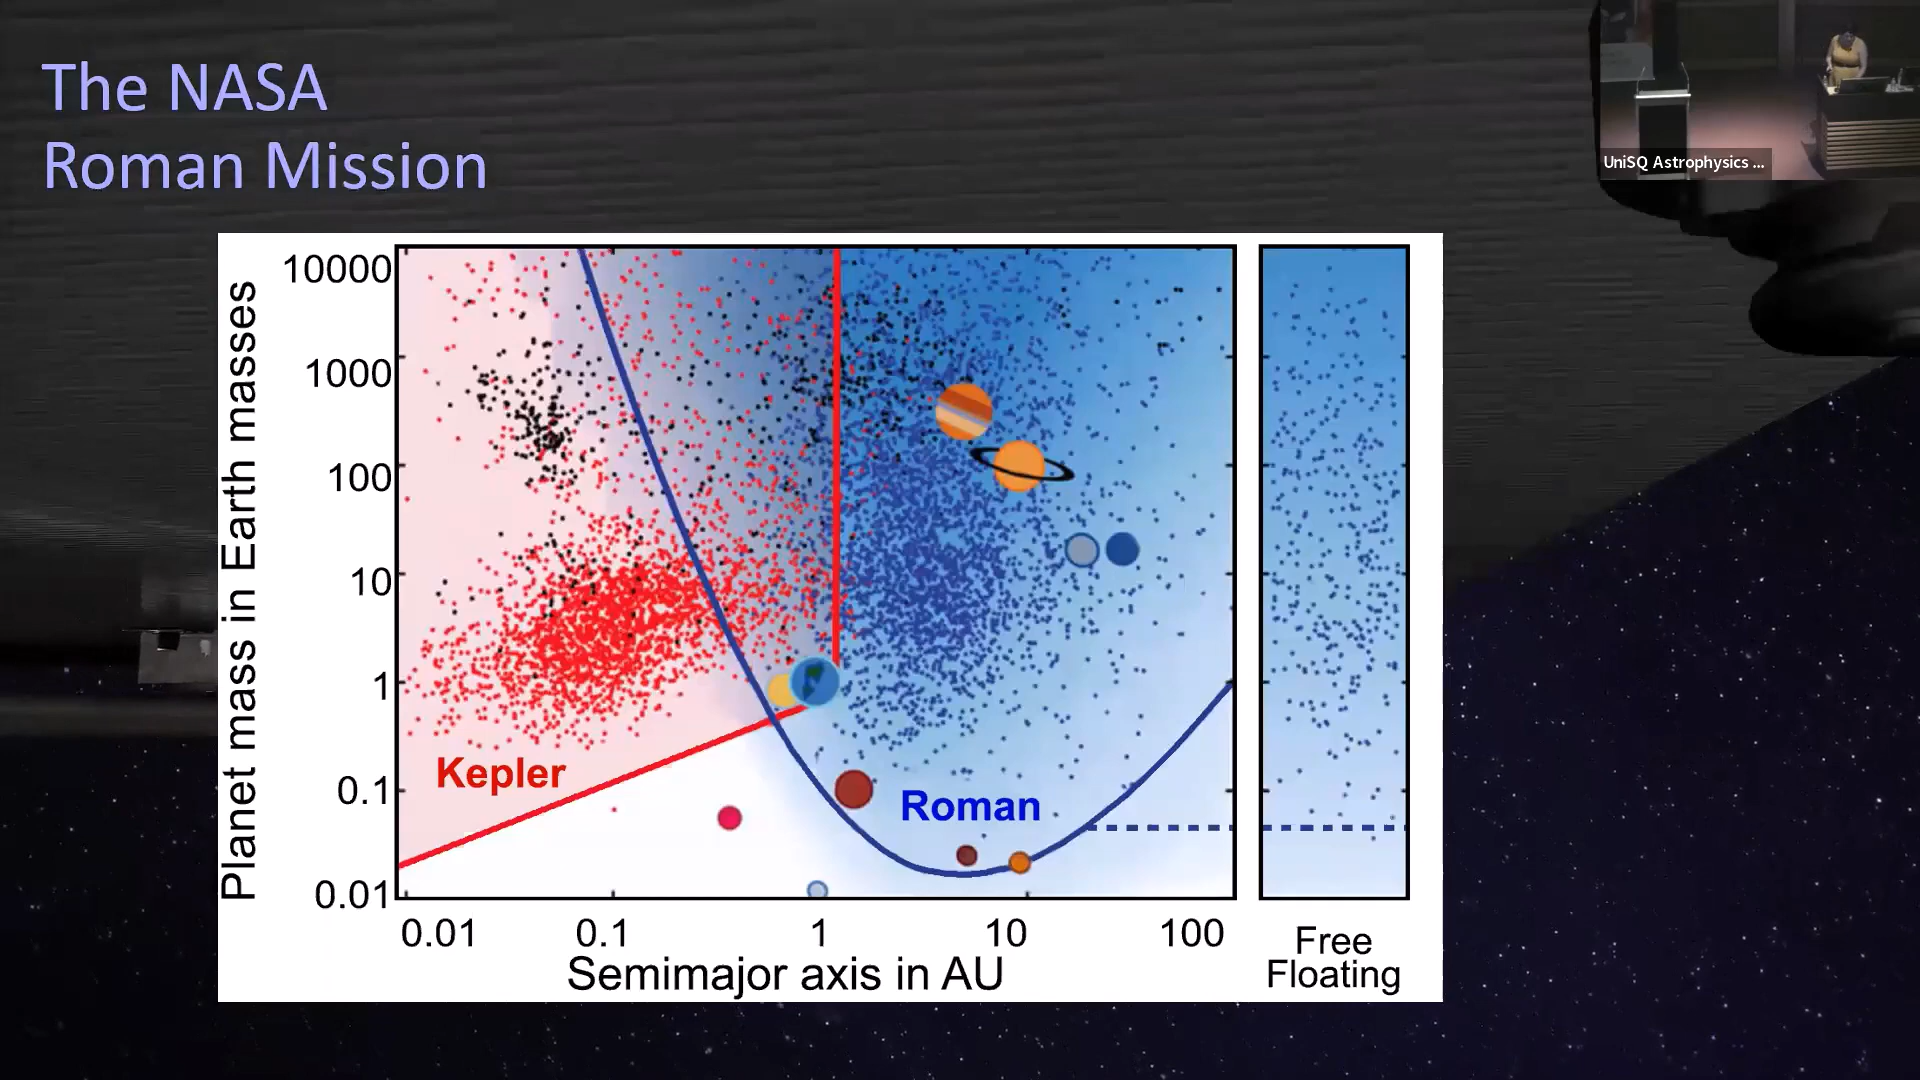 The NASA
Roman Mission
UniSQ Astrophysics ...
Planet mass in Earth masses
10000
1000
100
10
1
0.1
0.01
Kepler
Roman
0.01 0.1 1 10 100
Semimajor axis in AU
Free
Floating